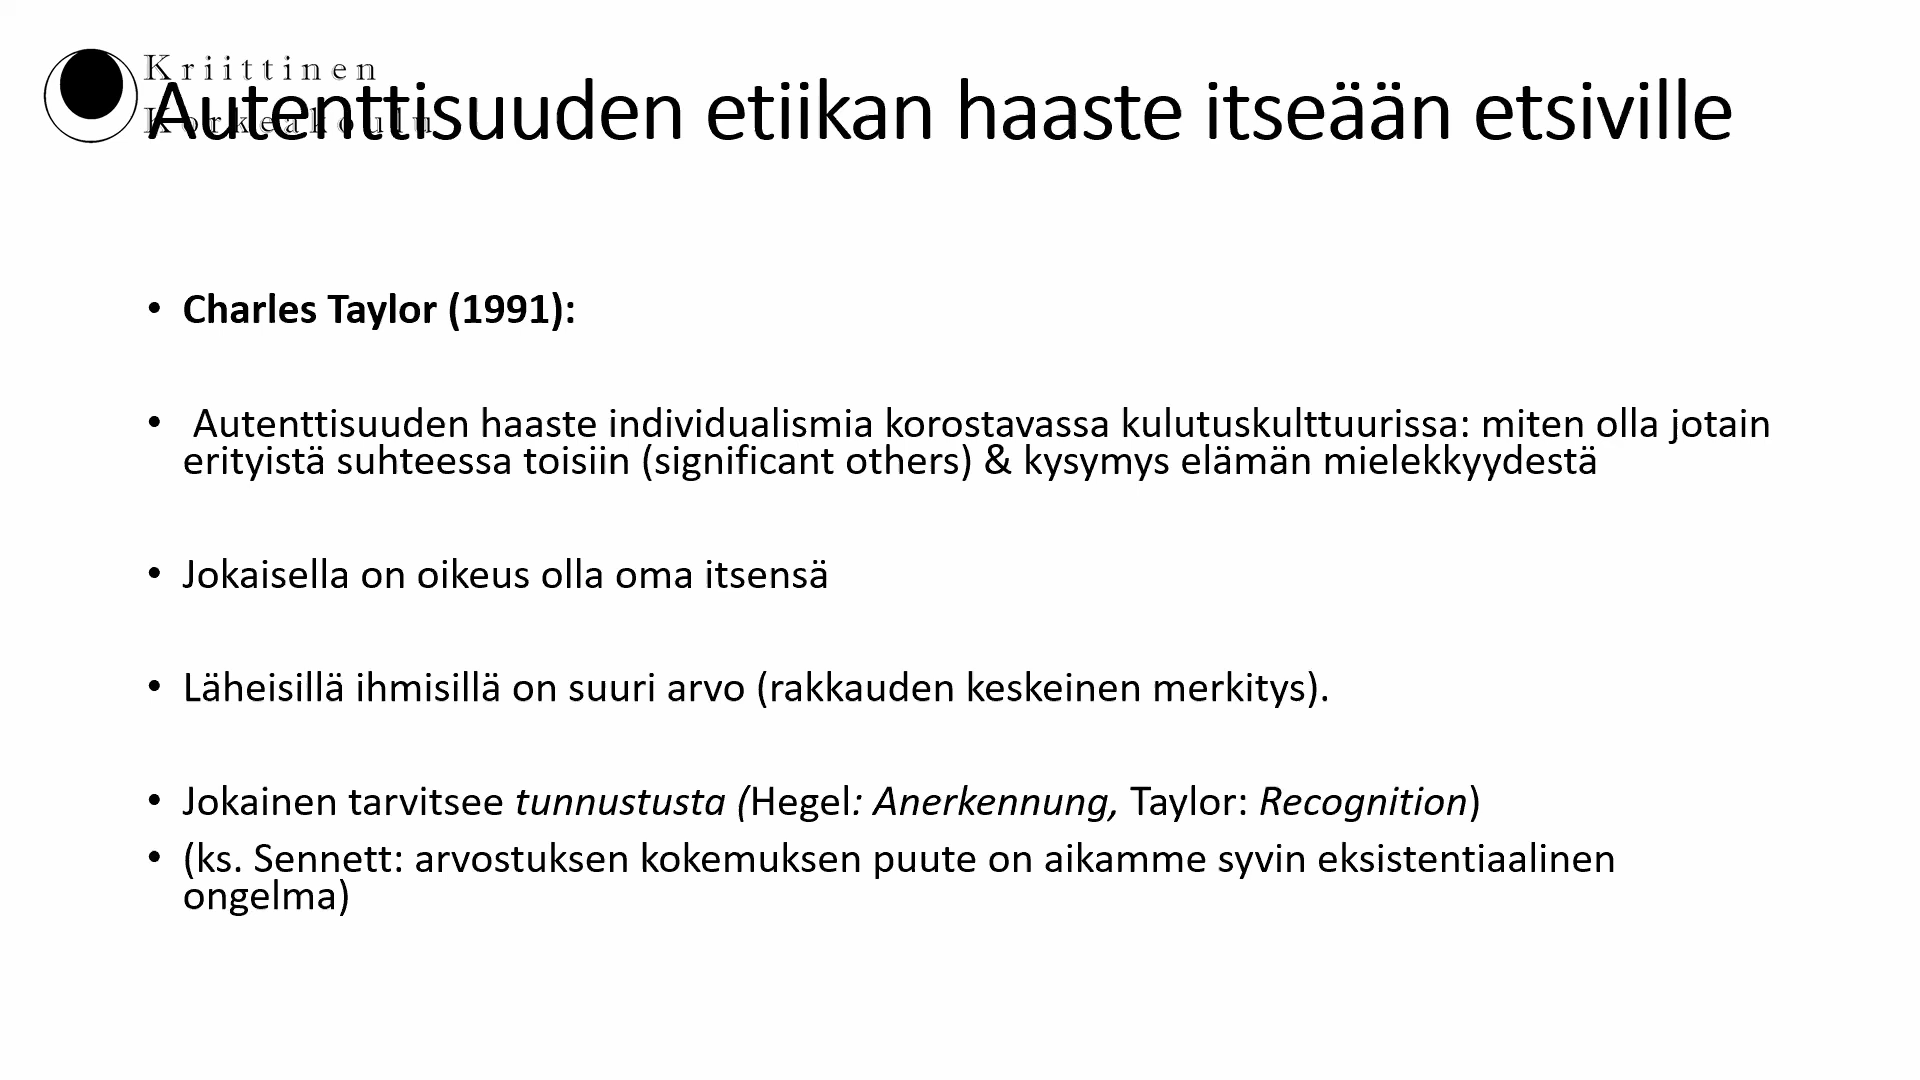 Kriittinen
Korkeakoulu
Autenttisuuden etiikan haaste itseään etsiville
• Charles Taylor (1991):
• Autenttisuuden haaste individualismia korostavassa kulutuskulttuurissa: miten olla jotain
erityistä suhteessa toisiin (significant others) & kysymys elämän mielekkyydestä
• Jokaisella on oikeus olla oma itsensä
• Läheisillä ihmisillä on suuri arvo (rakkauden keskeinen merkitys).
• Jokainen tarvitsee tunnustusta (Hegel: Anerkennung, Taylor: Recognition)
• (ks. Sennett: arvostuksen kokemuksen puute on aikamme syvin eksistentiaalinen
ongelma)